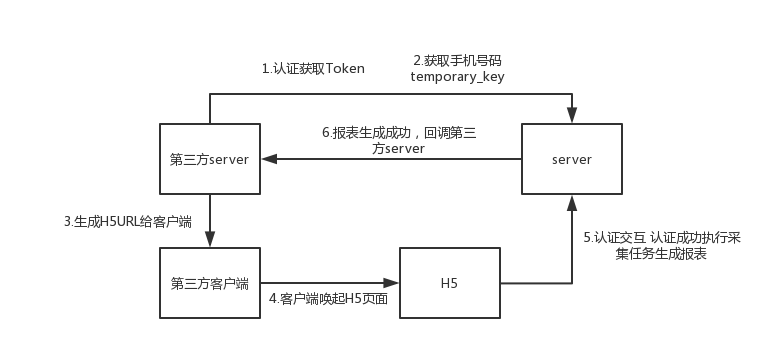 1.认证获取Token
2.获取手机号码
temporary_key
6.报表生成成功，回调第三
方server
第三方server
server
3.生成H5URL给客户端
5.认证交互 认证成功执行采
集任务生成报表
第三方客户端
4.客户端唤起H5页面
H5